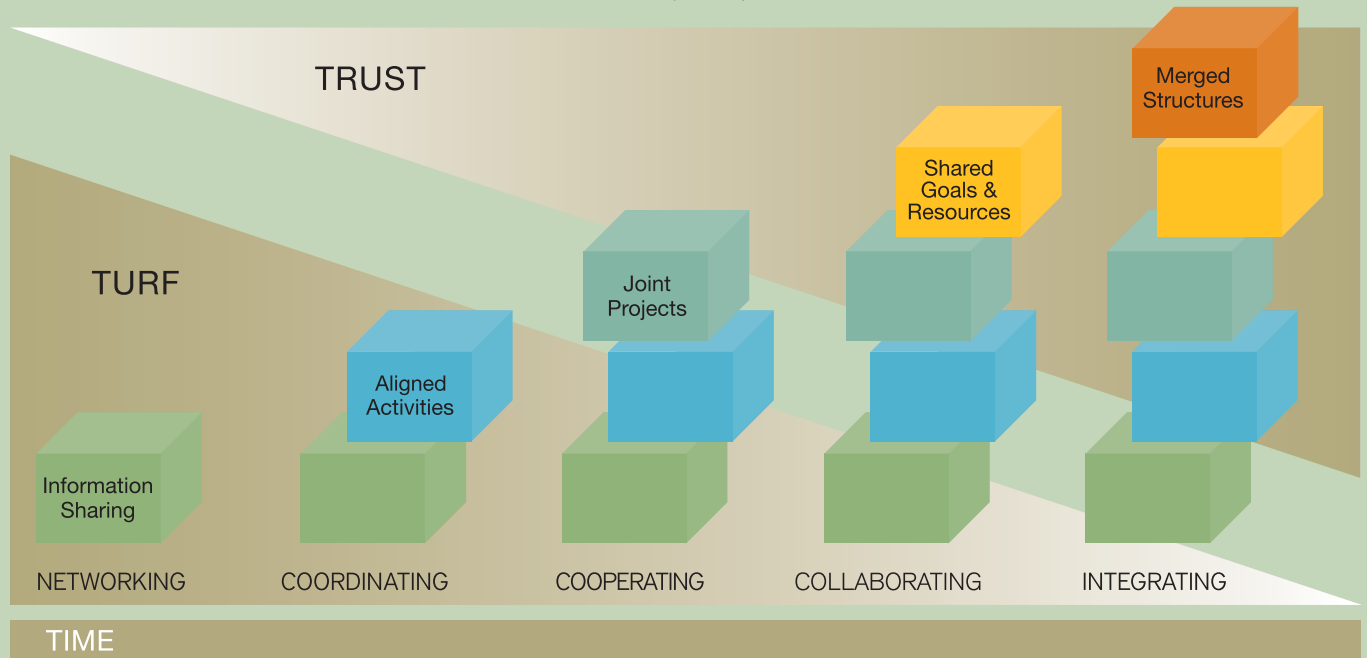 TRUST
Merged
Structures
Shared
Goals &
Resources
TURF
Joint
Projects
Aligned
Activities
Information
Sharing
NETWORKING
COORDINATING
COOPERATING
COLLABORATING
INTEGRATING
TIME